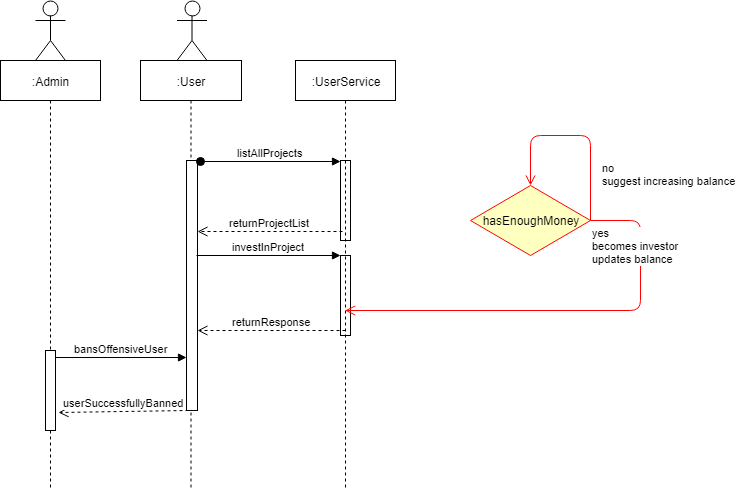 :Admin
:User
:UserService
listAllProjects
no
suggest increasing balance
hasEnoughMoney
returnProjectList
yes
becomes investor
updates balance
investInProject
returnResponse
bansOffensiveUser
userSuccessfullyBanned